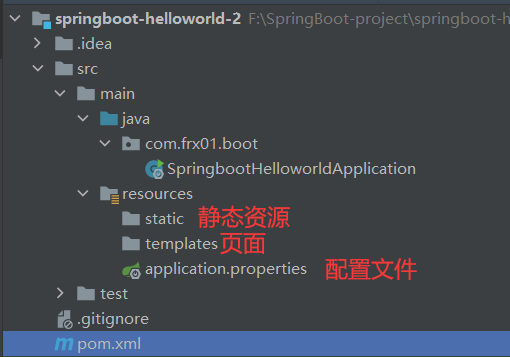 springboot-helloworld-2 F:\SpringBoot-project\springboot-h
.idea
src
main
java
com.frx01.boot
SpringbootHelloworldApplication
resources
static 静态资源
templates 页面
application.properties 配置文件
test
.gitignore
pom.xml